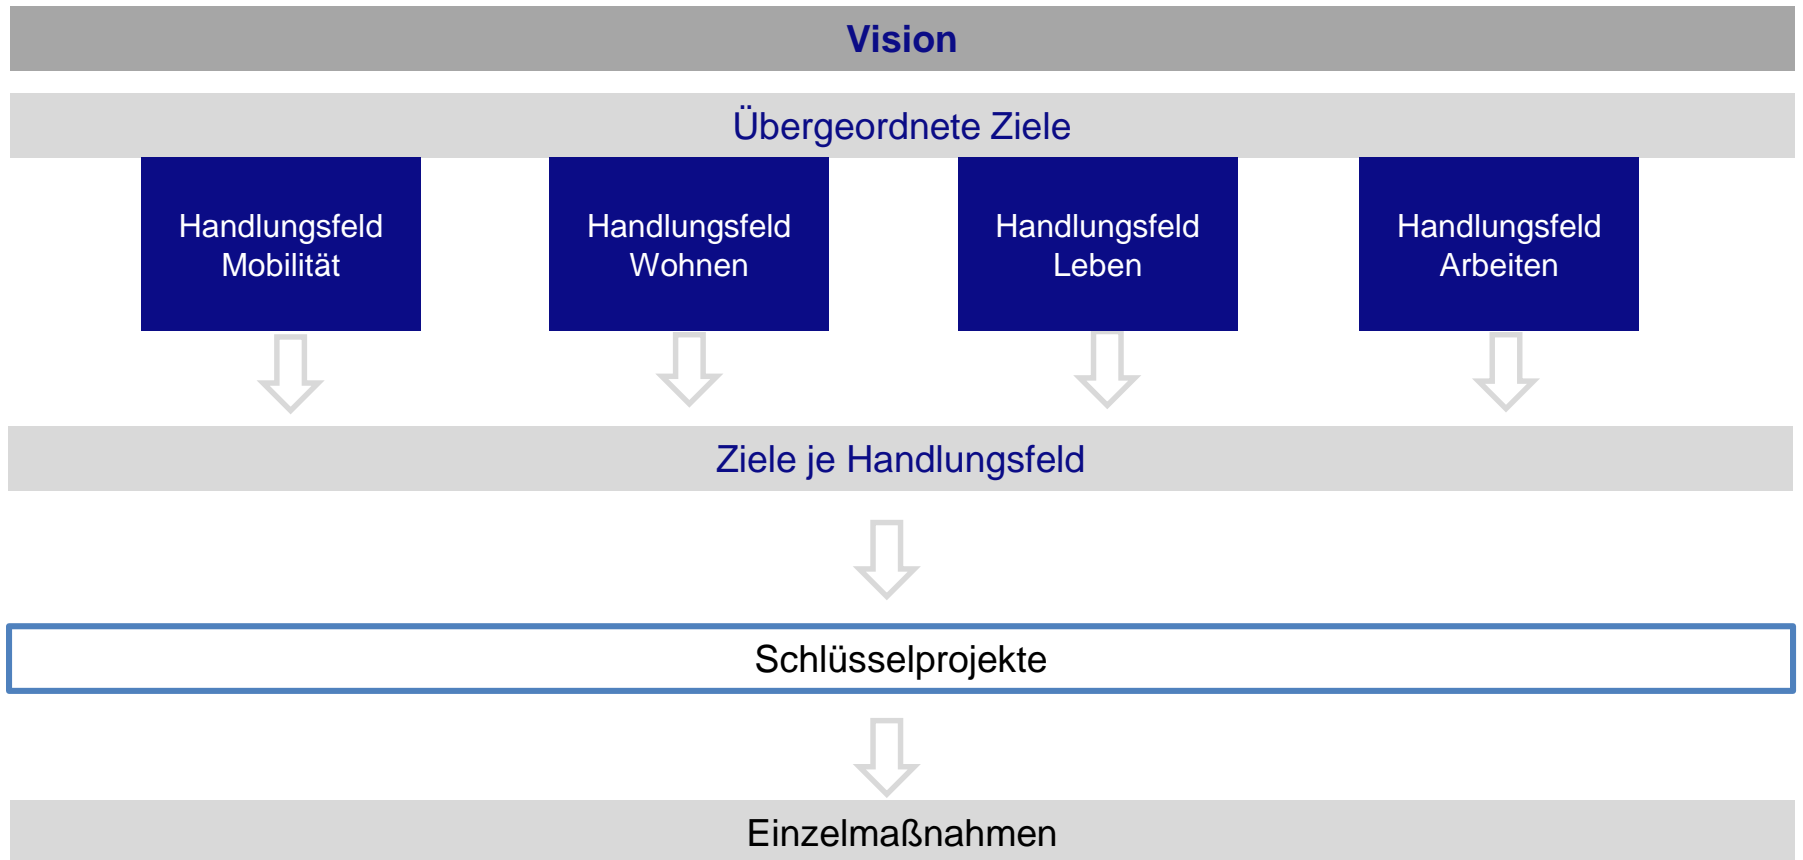 Vision
Übergeordnete Ziele
Handlungsfeld
Mobilität
Handlungsfeld
Wohnen
Handlungsfeld
Leben
Handlungsfeld
Arbeiten
Ziele je Handlungsfeld
Schlüsselprojekte
Einzelmaßnahmen